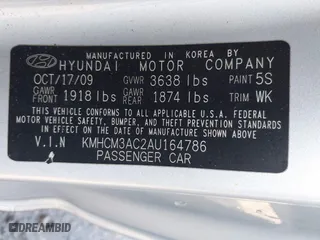 MANUFACTURED IN KOREA BY
HYUNDAI MOTOR COMPANY
OCT/17/09 GVWR 3638 lbs PAINT 5S
GAWR FRONT 1918 lbs GAWR REAR 1874 lbs TRIM WK
THIS VEHICLE CONFORMS TO ALL APPLICABLE
FEDERAL MOTOR VEHICLE SAFETY, BUMPER, AND
THEFT PREVENTION STANDARDS IN EFFECT ON
THE DATE OF MANUFACTURE SHOWN ABOVE.
V.I.N KMHCM3AC2AU164786
PASSENGER CAR